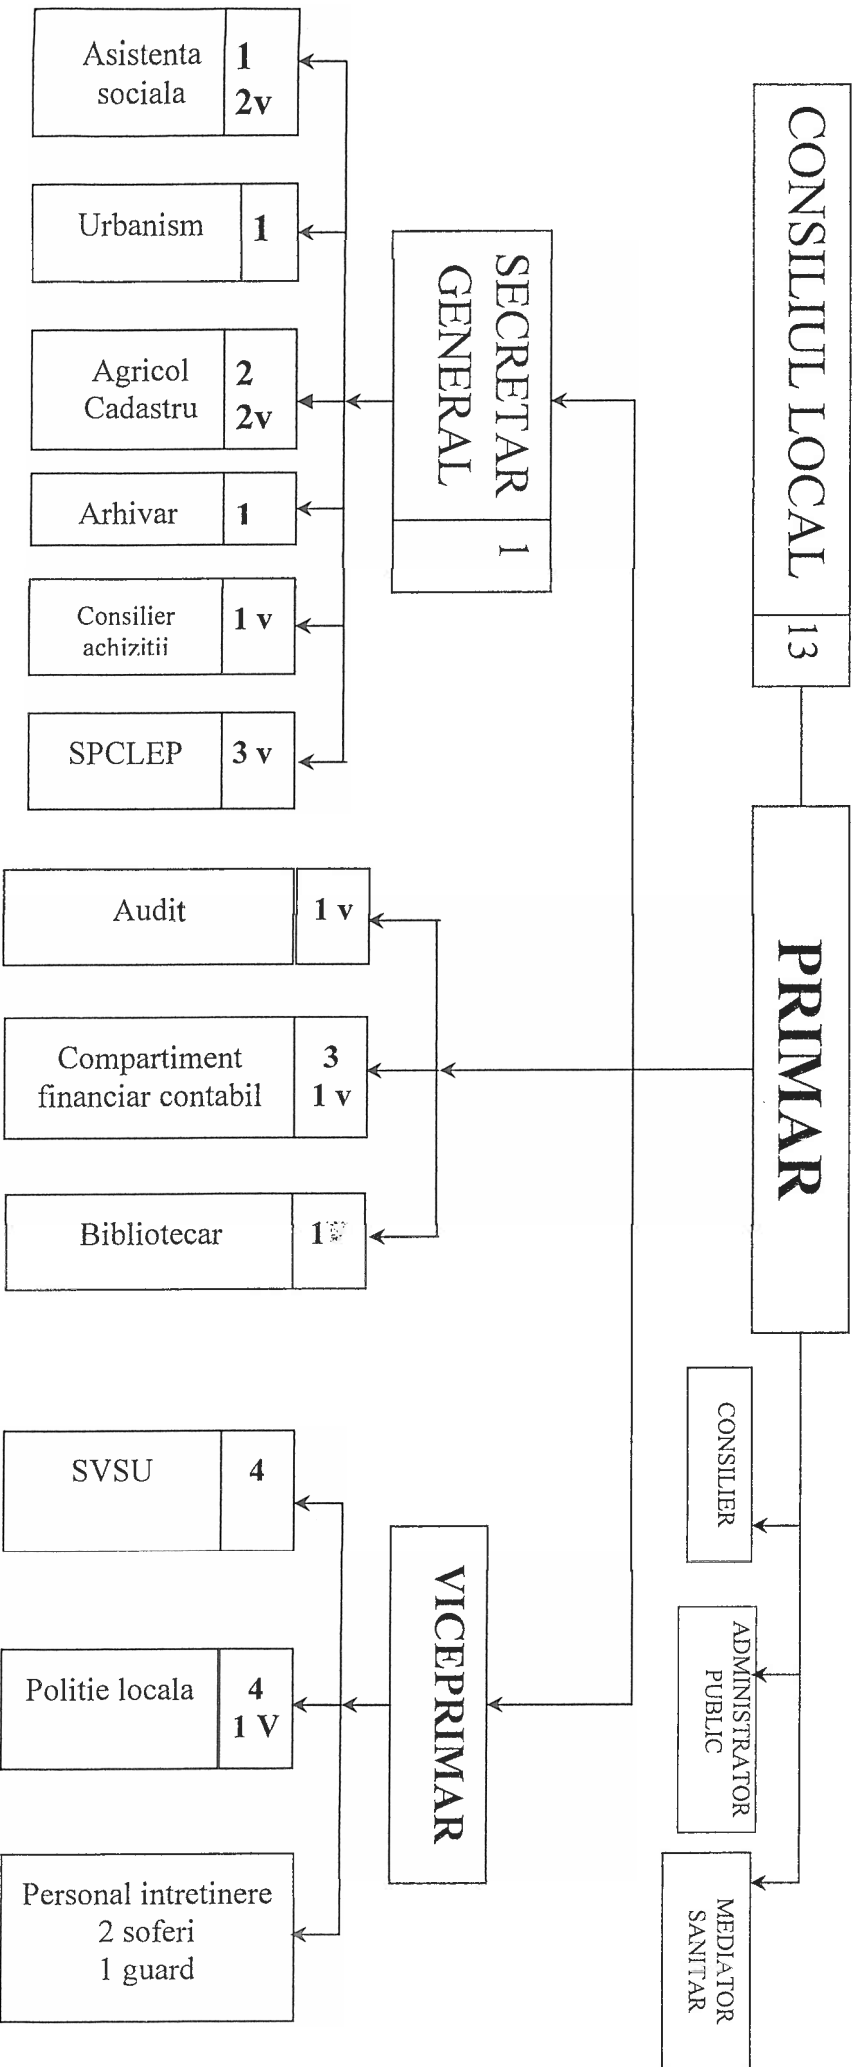 CONSILIUL LOCAL
13
PRIMAR
CONSILIER
ADMINISTRATOR
PUBLIC
MEDIATOR
SANITAR
SECRETAR
GENERAL
1
VICEPRIMAR
Asistenta
sociala
1
2v
Urbanism
1
Agricol
Cadastru
2
2v
Arhivar
1
Consilier
achizitii
1 v
SPCLEP
3 v
Audit
1 v
Compartiment
financiar contabil
3
1 v
Bibliotecar
1
SVSU
4
Politie locala
4
1 V
Personal intretinere
2 soferi
1 guard